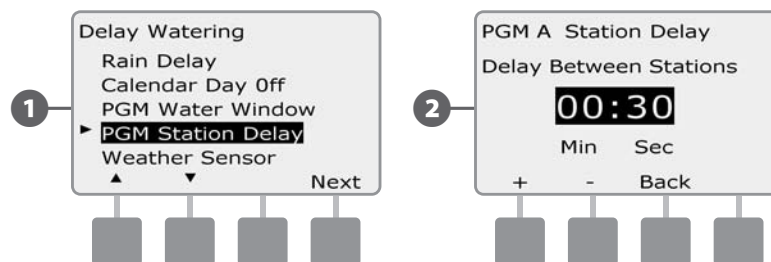 1
Delay Watering
Rain Delay
Calendar Day 0ff
PGM Water Window
► PGM Station Delay
Weather Sensor
▲ ▼ Next
2
PGM A Station Delay
Delay Between Stations
00:30
Min Sec
+ - Back